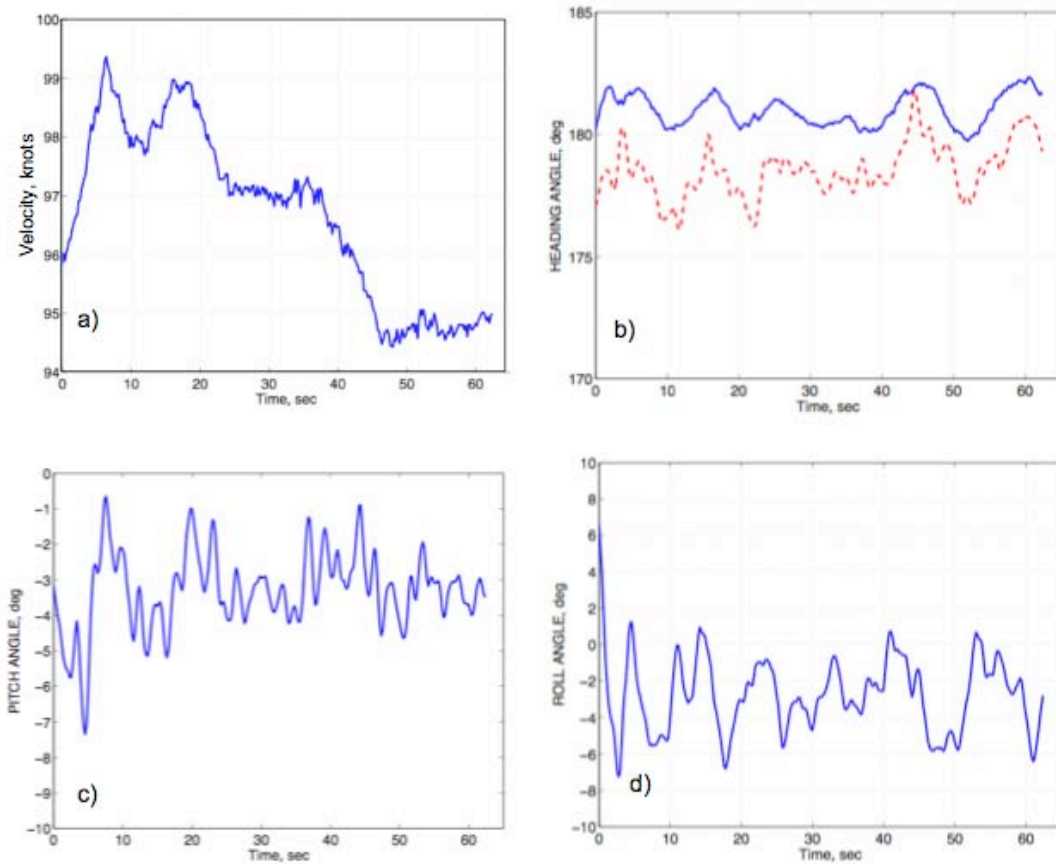 100
99
98
97
96
95
94
Velocity, knots
a)
0 10 20 30 40 50 60
Time, sec
185
180
175
170
HEADING ANGLE, deg
b)
0 10 20 30 40 50 60
Time, sec
0
−1
−2
−3
−4
−5
−6
−7
−8
−9
−10
PITCH ANGLE, deg
c)
0 10 20 30 40 50 60
Time, sec
10
8
6
4
2
0
−2
−4
−6
−8
−10
ROLL ANGLE, deg
d)
0 10 20 30 40 50 60
Time, sec